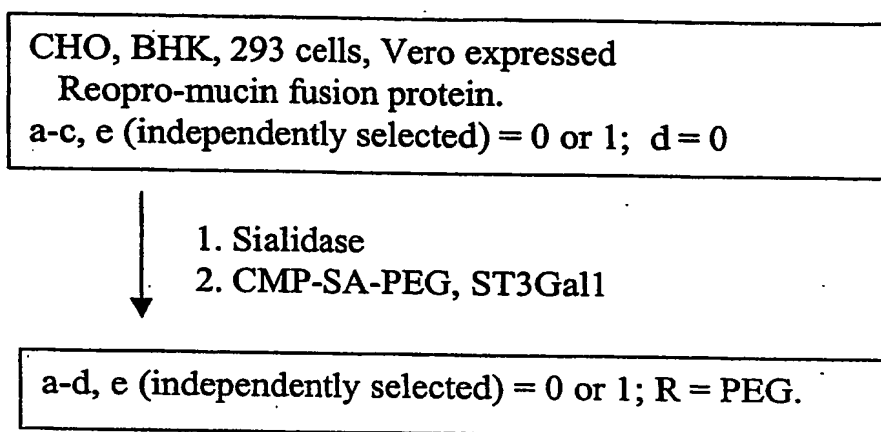 CHO, BHK, 293 cells, Vero expressed
Reopro-mucin fusion protein.
a-c, e (independently selected) = 0 or 1; d = 0
1. Sialidase
2. CMP-SA-PEG, ST3Gal1
a-d, e (independently selected) = 0 or 1; R = PEG.